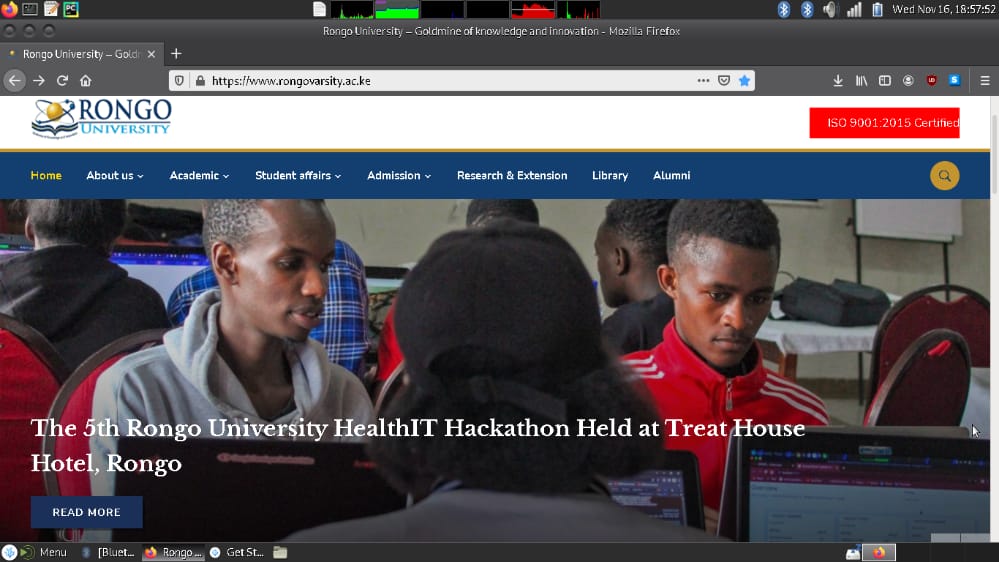 Wed Nov 16, 18:57:52
Rongo University – Goldmine of knowledge and innovation - Mozilla Firefox
Rongo University – Goldm
https://www.rongovarsity.ac.ke
RONGO
UNIVERSITY
ISO 9001:2015 Certified
Home About us Academic Student affairs Admission Research & Extension Library Alumni
The 5th Rongo University HealthIT Hackathon Held at Treat House
Hotel, Rongo
READ MORE
Menu [Bluet... Rongo ... Get St...